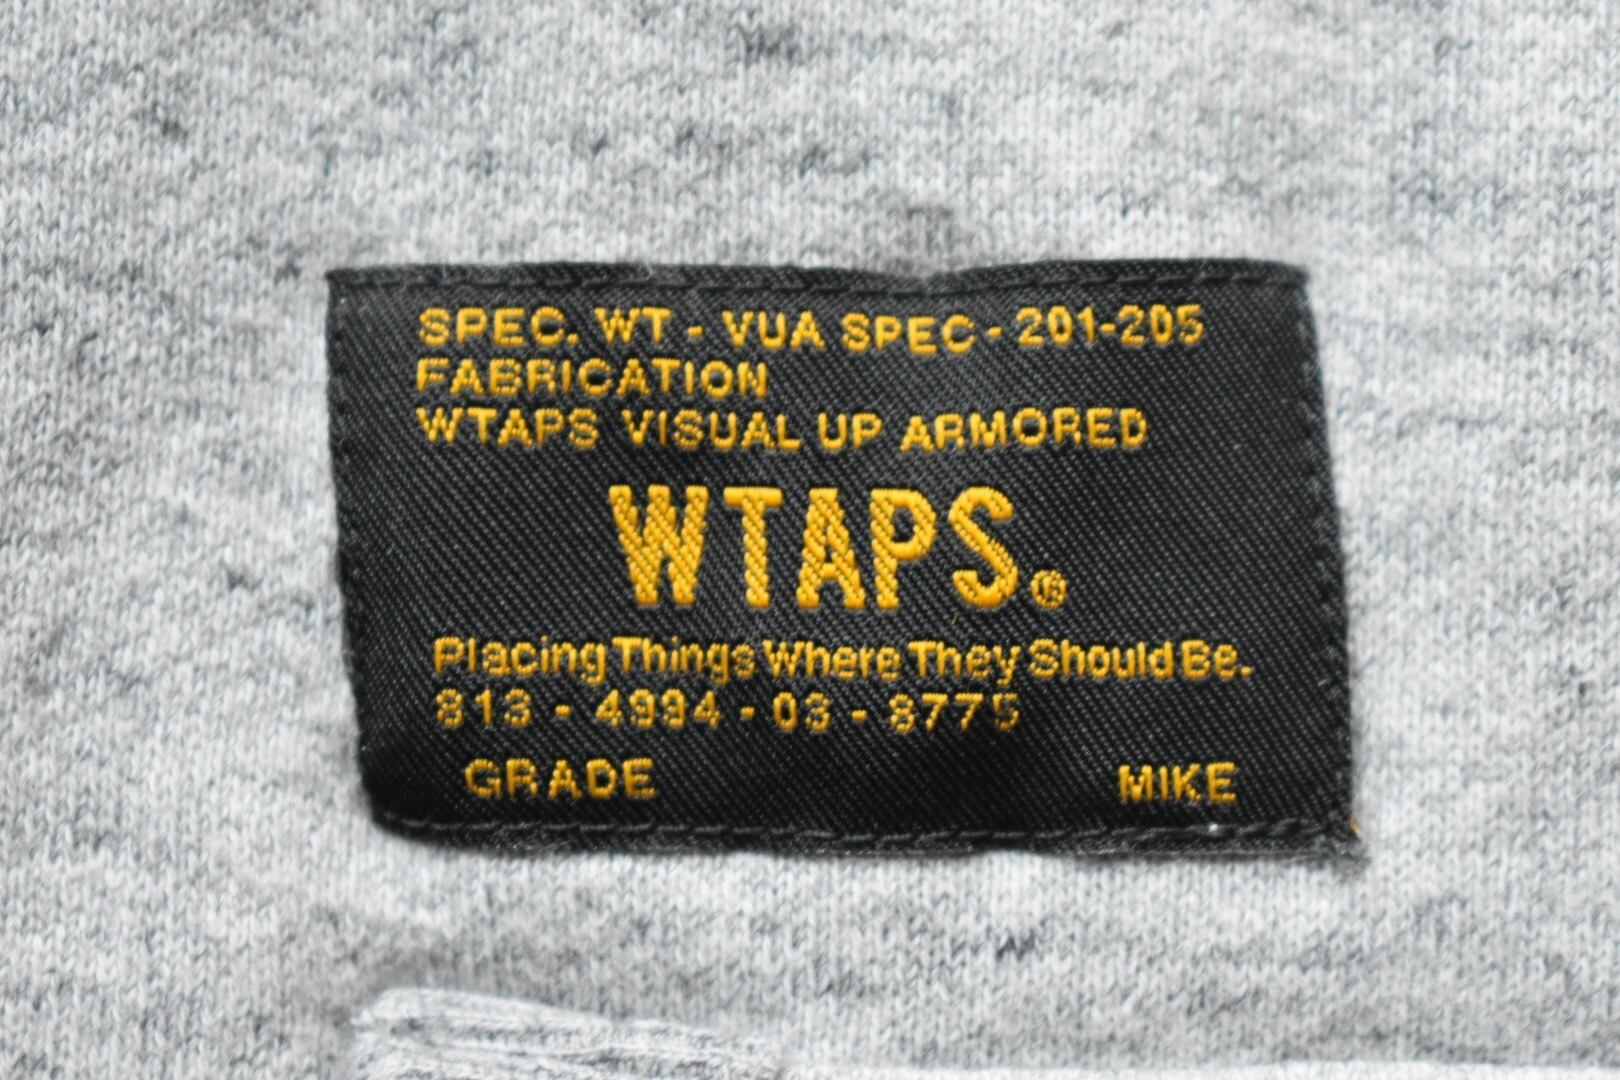 SPEC. WT - VUA SPEC - 201-205
FABRICATION
WTAPS VISUAL UP ARMORED
WTAPS®
Placing Things Where They Should Be.
813 - 4994 - 03 - 8775
GRADE MIKE